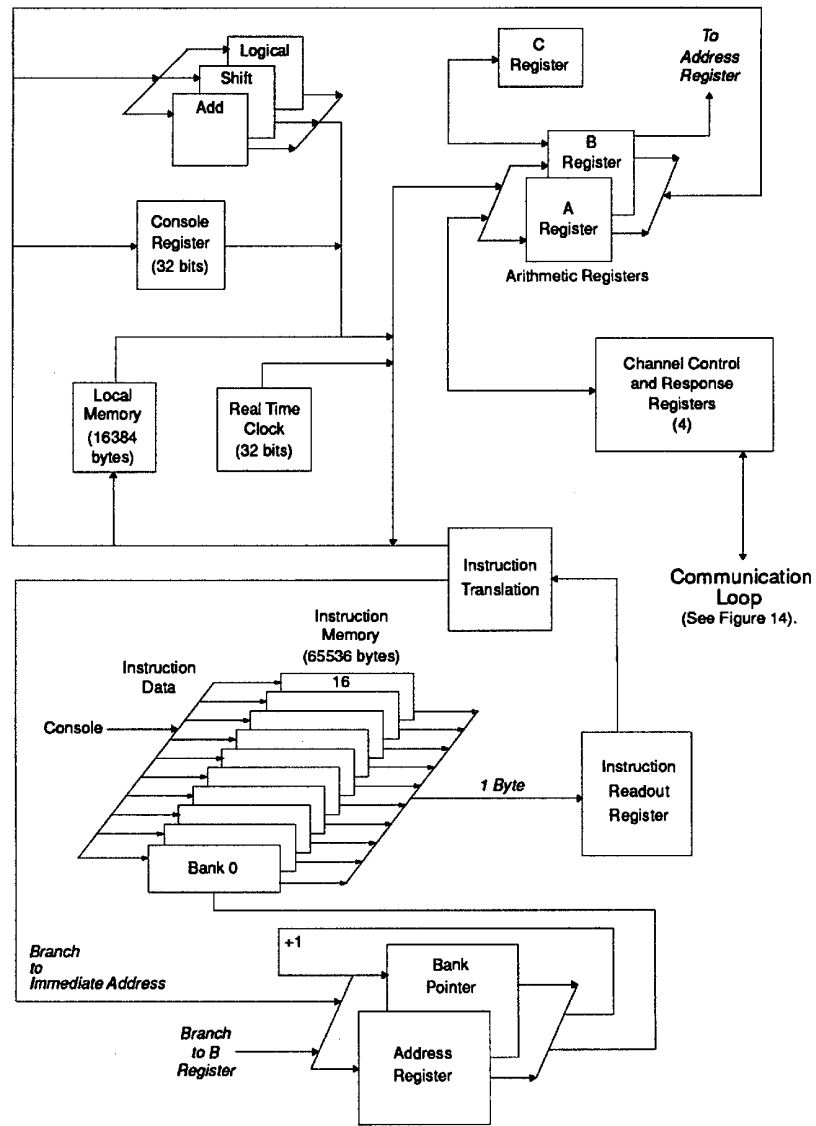 Logical
Shift
Add
C
Register
To
Address
Register
B
Register
A
Register
Arithmetic Registers
Console
Register
(32 bits)
Local
Memory
(16384
bytes)
Real Time
Clock
(32 bits)
Channel Control
and Response
Registers
(4)
Instruction
Translation
Communication
Loop
(See Figure 14).
Instruction
Memory
(65536 bytes)
Instruction
Data
16
Console
1 Byte
Instruction
Readout
Register
Bank 0
+1
Branch
to
Immediate Address
Bank
Pointer
Branch
to B
Register
Address
Register